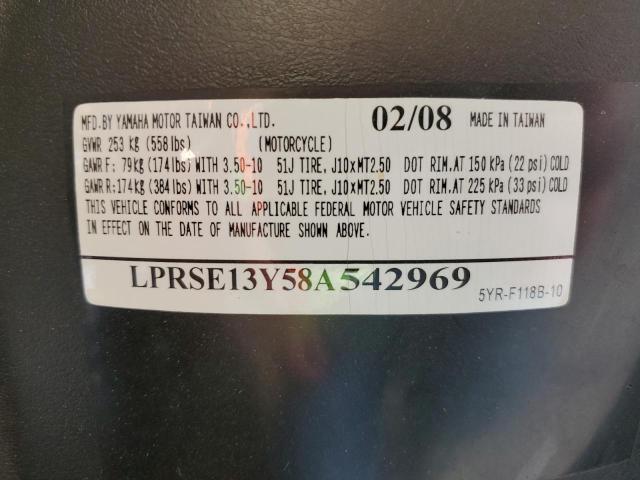 MFD. BY YAMAHA MOTOR TAIWAN CO.,LTD. 02/08 MADE IN TAIWAN
GVWR 253 kg (558 lbs) (MOTORCYCLE)
GAWR F: 79kg (174 lbs) WITH 3.50-10 51J TIRE, J10xMT2.50 DOT RIM.AT 150 kPa (22 psi) COLD
GAWR R:174kg (384 lbs) WITH 3.50-10 51J TIRE, J10xMT2.50 DOT RIM.AT 225 kPa (33 psi) COLD
THIS VEHICLE CONFORMS TO ALL APPLICABLE FEDERAL MOTOR VEHICLE SAFETY STANDARDS
IN EFFECT ON THE DATE OF MANUFACTURE SHOWN ABOVE.
LPRSE13Y58A542969
5YR-F118B-10